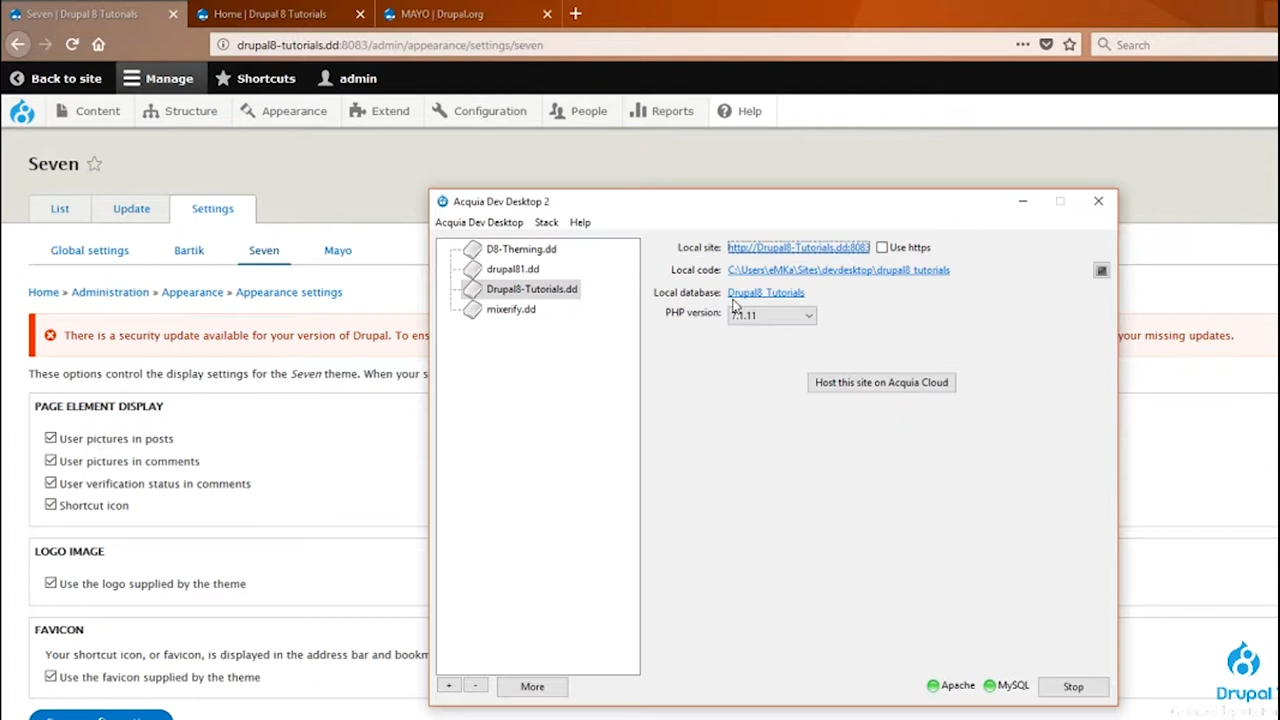 Seven | Drupal 8 Tutorials
Home | Drupal 8 Tutorials
MAYO | Drupal.org
drupal8-tutorials.dd:8083/admin/appearance/settings/seven
Search
Back to site
Manage
Shortcuts
admin
Content
Structure
Appearance
Extend
Configuration
People
Reports
Help
Seven
List
Update
Settings
Global settings
Bartik
Seven
Mayo
Home » Administration » Appearance » Appearance settings
There is a security update available for your version of Drupal. To ens
your missing updates.
These options control the display settings for the Seven theme. When your s
PAGE ELEMENT DISPLAY
User pictures in posts
User pictures in comments
User verification status in comments
Shortcut icon
LOGO IMAGE
Use the logo supplied by the theme
FAVICON
Your shortcut icon, or favicon, is displayed in the address bar and bookm
Use the favicon supplied by the theme
Acquia Dev Desktop 2
Acquia Dev Desktop Stack Help
D8-Theming.dd
drupal81.dd
Drupal8-Tutorials.dd
mixerify.dd
Local site: http://Drupal8-Tutorials.dd:8083 Use https
Local code: C:\Users\eMKa\Sites\devdesktop\drupal8_tutorials
Local database: Drupal8_Tutorials
PHP version: 7.1.11
Host this site on Acquia Cloud
+ - More
Apache MySQL Stop
Drupal